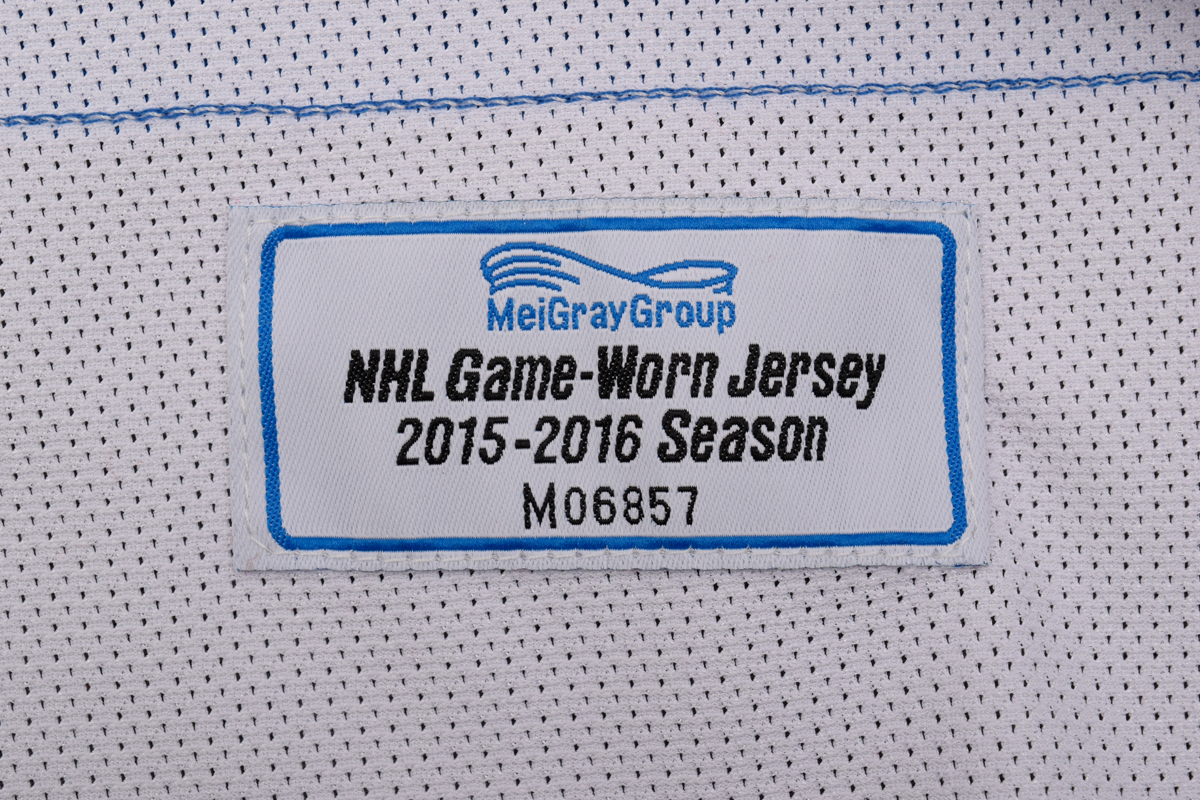 MeiGrayGroup
NHL Game-Worn Jersey
2015-2016 Season
M06857